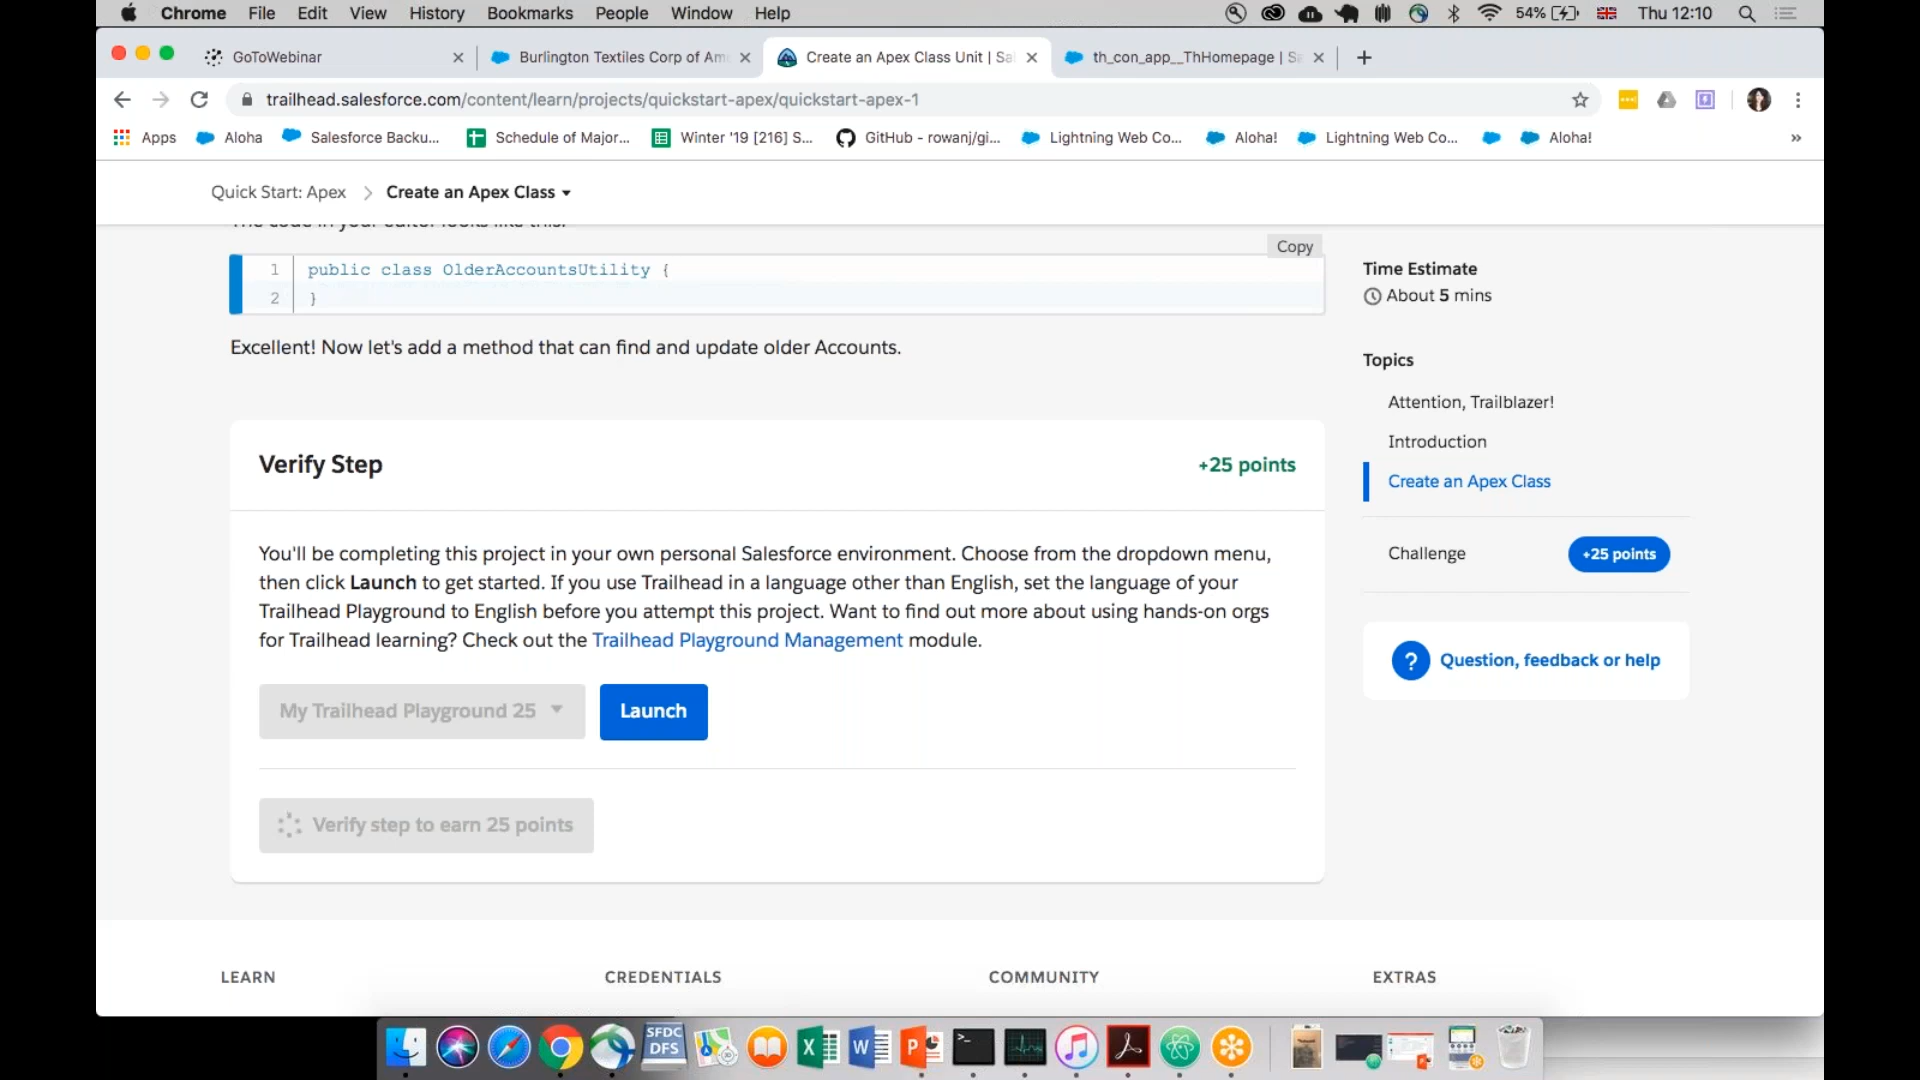 Chrome File Edit View History Bookmarks People Window Help 54% Thu 12:10
GoToWebinar Burlington Textiles Corp of Am Create an Apex Class Unit | Sa th_con_app__ThHomepage | S
trailhead.salesforce.com/content/learn/projects/quickstart-apex/quickstart-apex-1
Apps Aloha Salesforce Backu... Schedule of Major... Winter '19 [216] S... GitHub - rowanj/gi... Lightning Web Co... Aloha! Lightning Web Co... Aloha! »
Quick Start: Apex Create an Apex Class
The code in your editor looks like this:
Copy
1 public class OlderAccountsUtility {
2 }
Excellent! Now let's add a method that can find and update older Accounts.
Verify Step +25 points
You'll be completing this project in your own personal Salesforce environment. Choose from the dropdown menu,
then click Launch to get started. If you use Trailhead in a language other than English, set the language of your
Trailhead Playground to English before you attempt this project. Want to find out more about using hands-on orgs
for Trailhead learning? Check out the Trailhead Playground Management module.
My Trailhead Playground 25 Launch
Verify step to earn 25 points
Time Estimate
About 5 mins
Topics
Attention, Trailblazer!
Introduction
Create an Apex Class
Challenge +25 points
? Question, feedback or help
LEARN CREDENTIALS COMMUNITY EXTRAS
SFDC
DFS